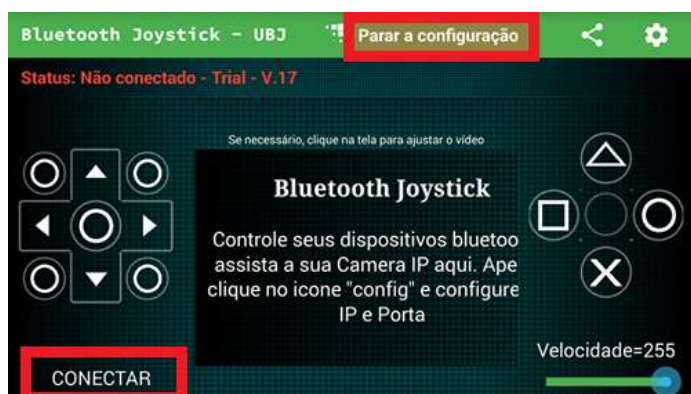 Bluetooth Joystick - UBJ
Parar a configuração
Status: Não conectado - Trial - V.17
Se necessário, clique na tela para ajustar o vídeo
Bluetooth Joystick
Controle seus dispositivos bluetoo
assista a sua Camera IP aqui. Ape
clique no icone "config" e configure
IP e Porta
Velocidade=255
CONECTAR